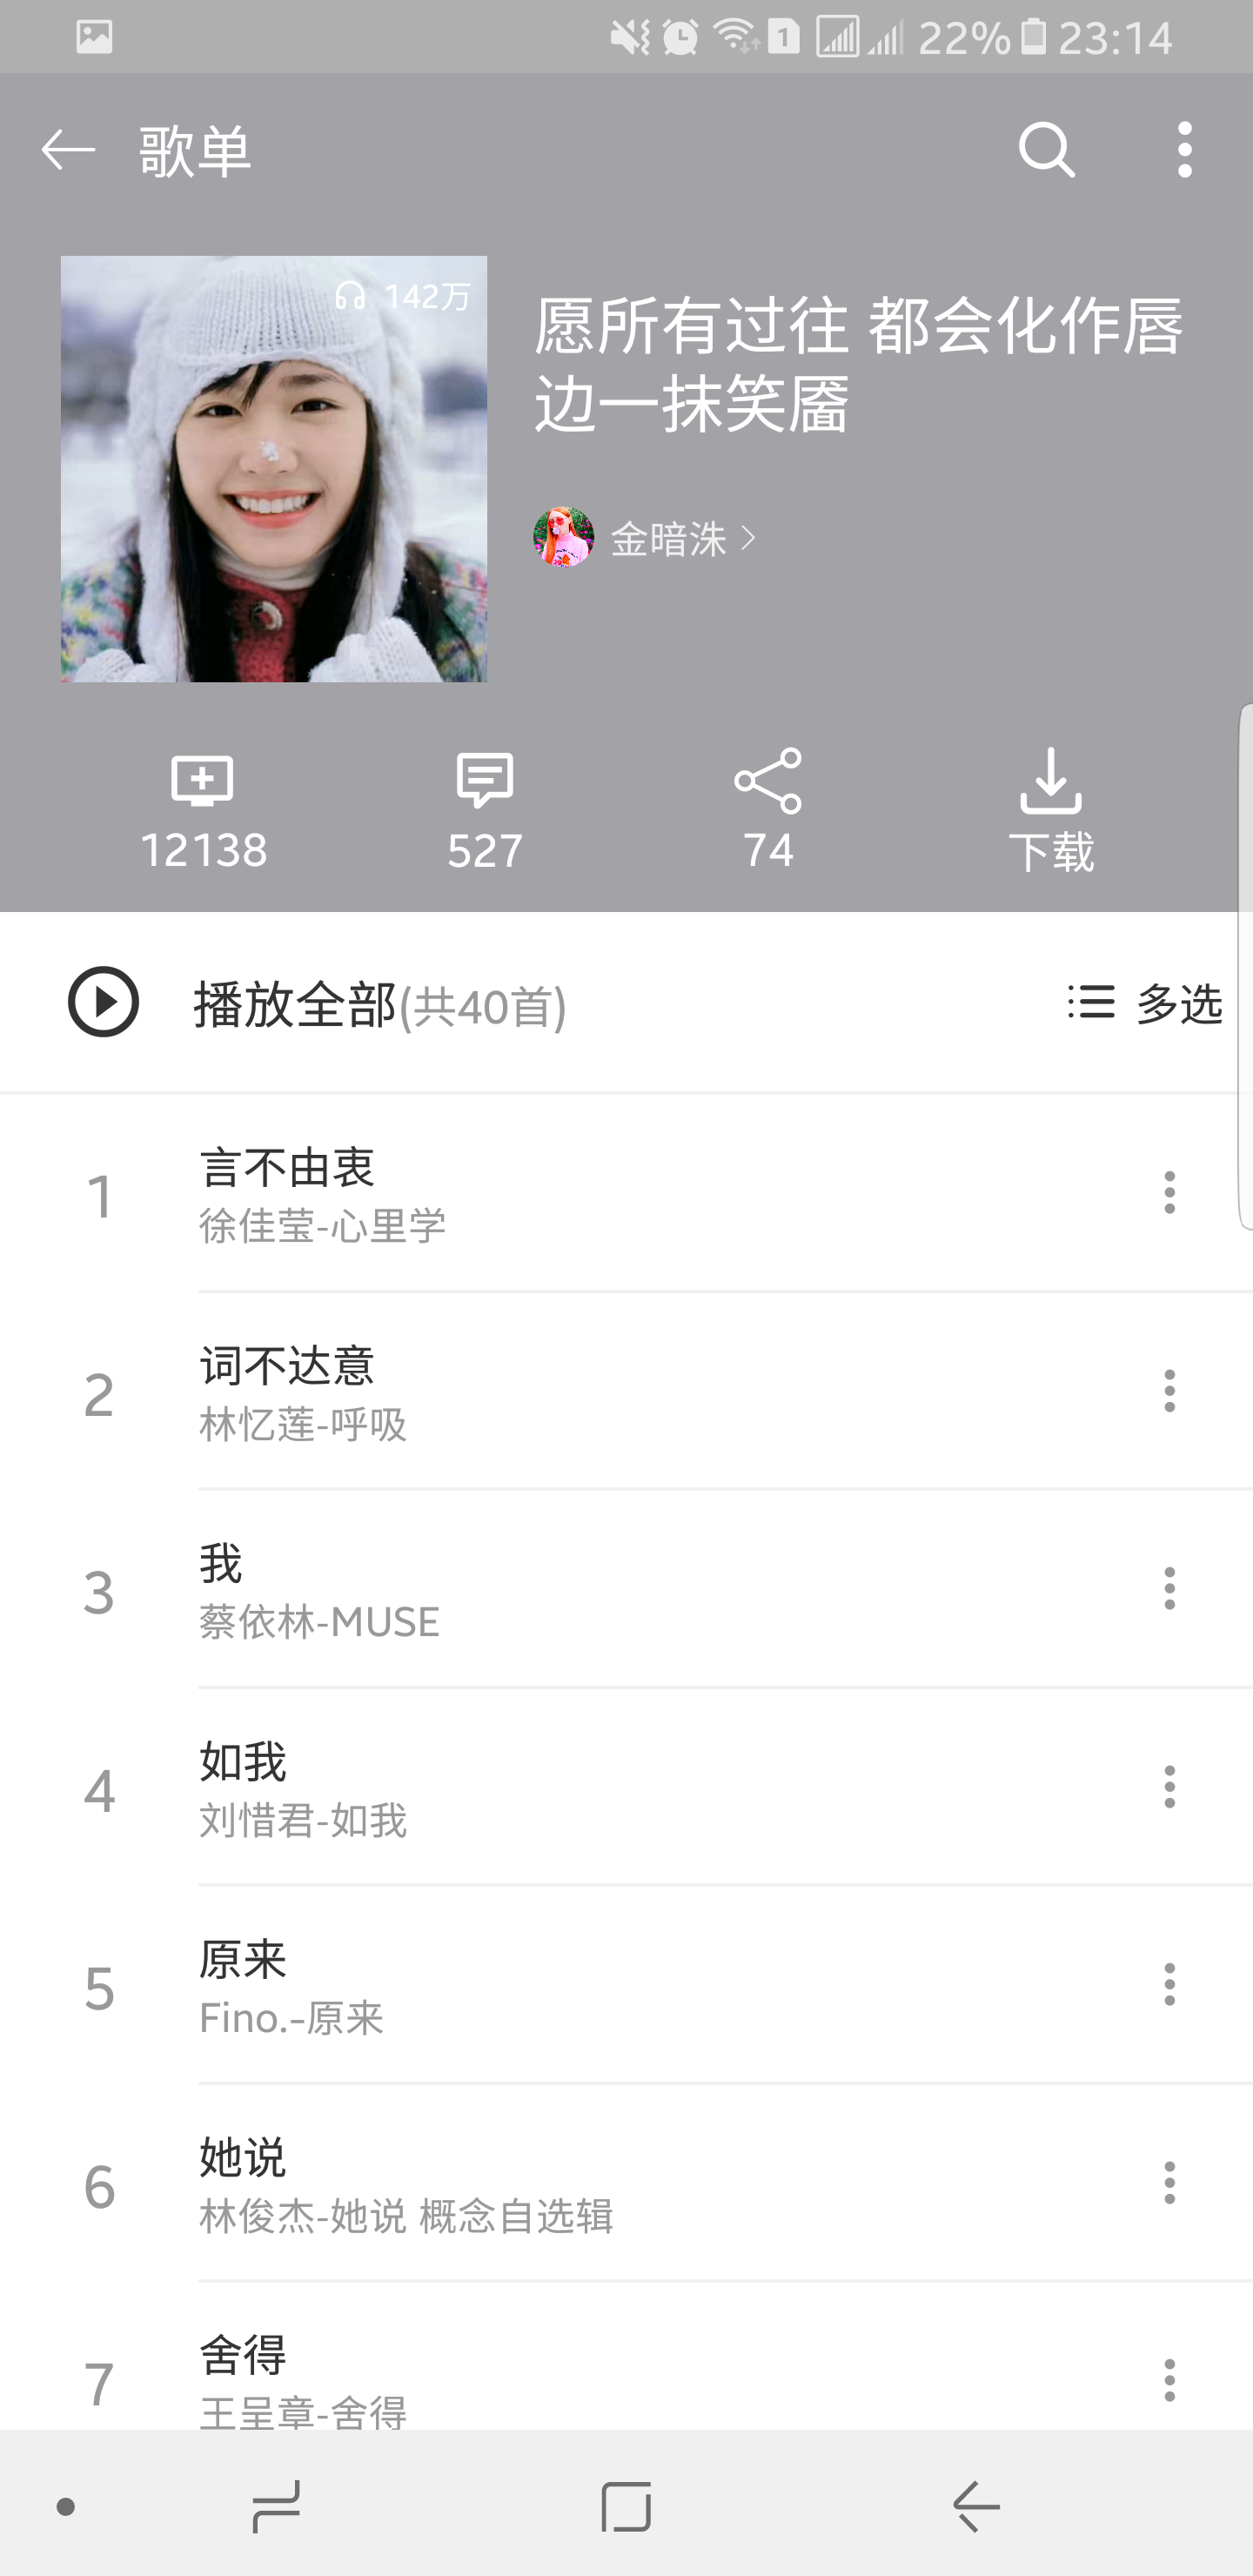 22% 23:14
歌单
142万
愿所有过往 都会化作唇
边一抹笑靥
金暗洙
12138
527
74
下载
播放全部(共40首)
多选
1
言不由衷
徐佳莹-心里学
2
词不达意
林忆莲-呼吸
3
我
蔡依林-MUSE
4
如我
刘惜君-如我
5
原来
Fino.-原来
6
她说
林俊杰-她说 概念自选辑
7
舍得
王呈章-舍得